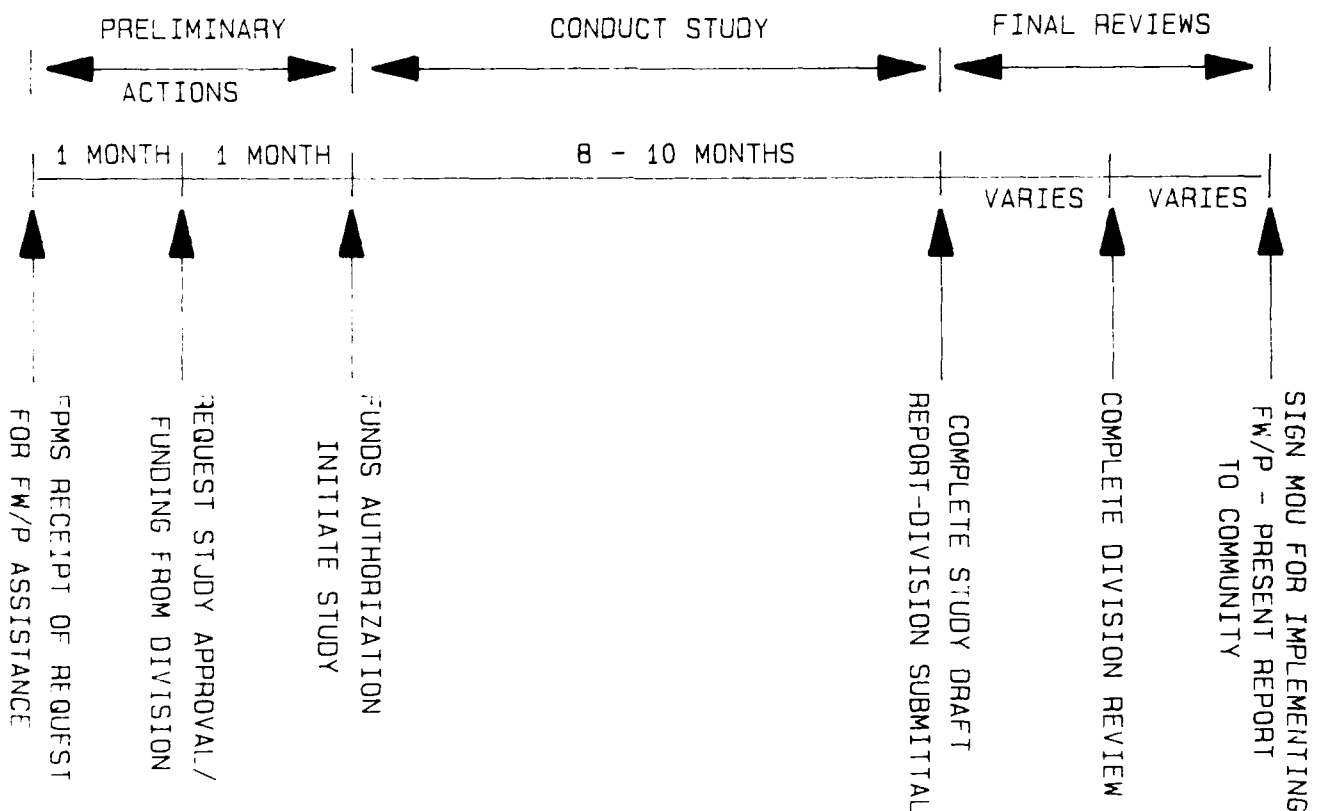 PRELIMINARY
ACTIONS
CONDUCT STUDY
FINAL REVIEWS
1 MONTH
1 MONTH
8 - 10 MONTHS
VARIES
VARIES
FPMS RECEIPT OF REQUEST
FOR FW/P ASSISTANCE
REQUEST STUDY APPROVAL/
FUNDING FROM DIVISION
FUNDS AUTHORIZATION
INITIATE STUDY
COMPLETE STUDY DRAFT
REPORT-DIVISION SUBMITTAL
COMPLETE DIVISION REVIEW
SIGN MOU FOR IMPLEMENTING
FW/P - PRESENT REPORT
TO COMMUNITY